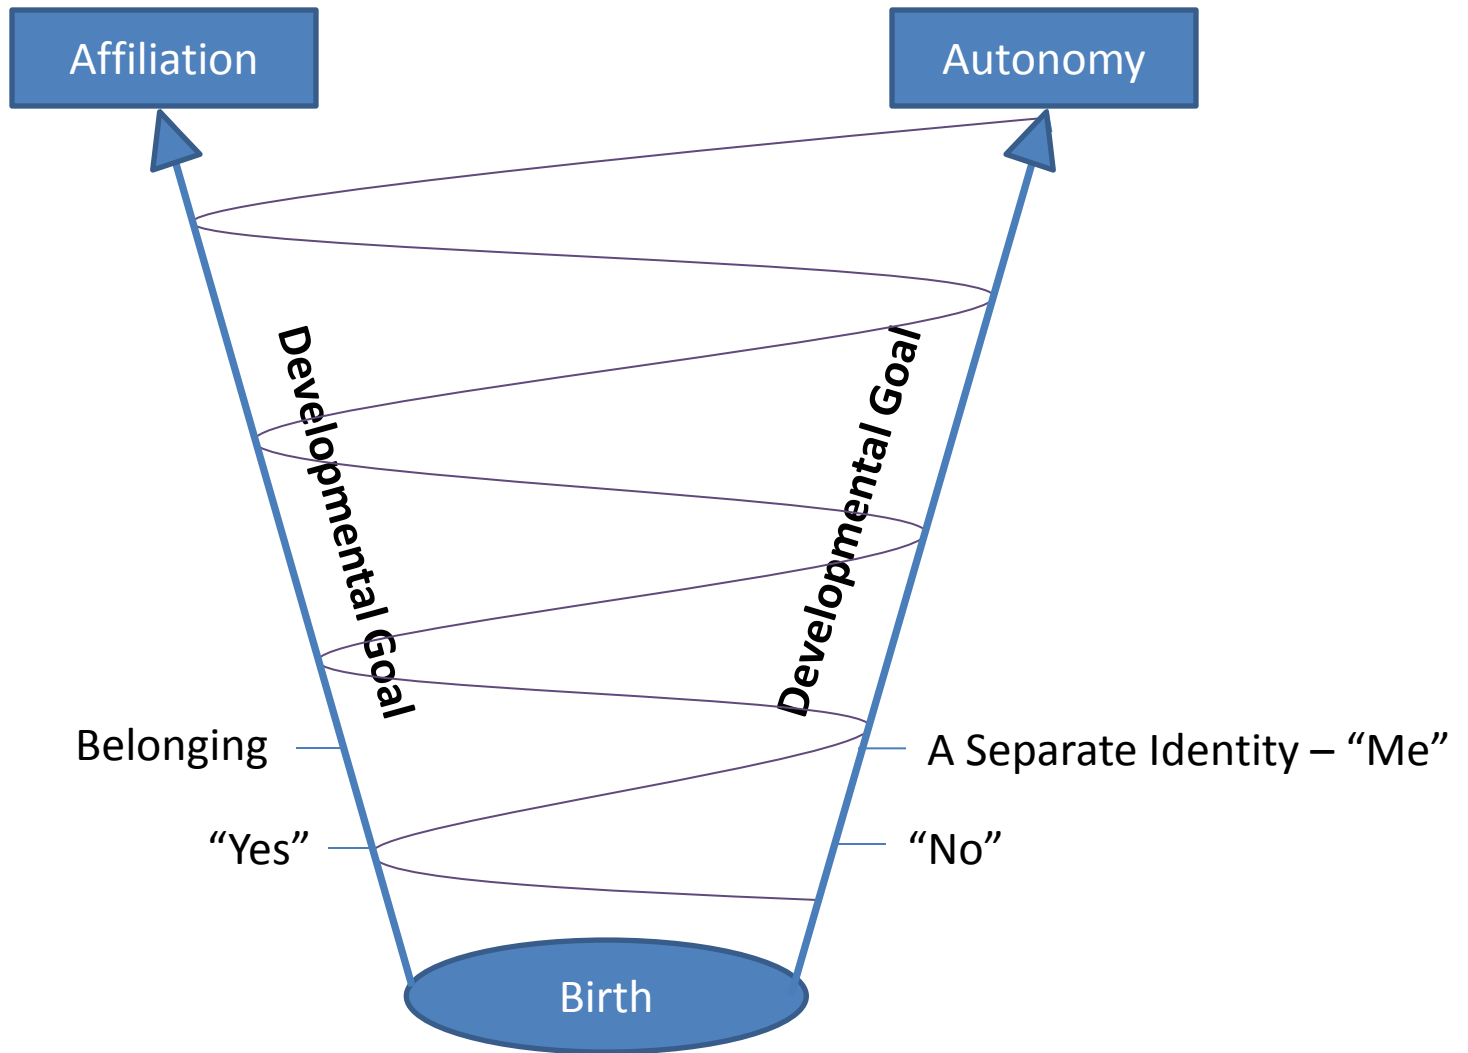 Affiliation
Autonomy
Developmental Goal
Developmental Goal
Belonging
A Separate Identity – “Me”
“Yes”
“No”
Birth